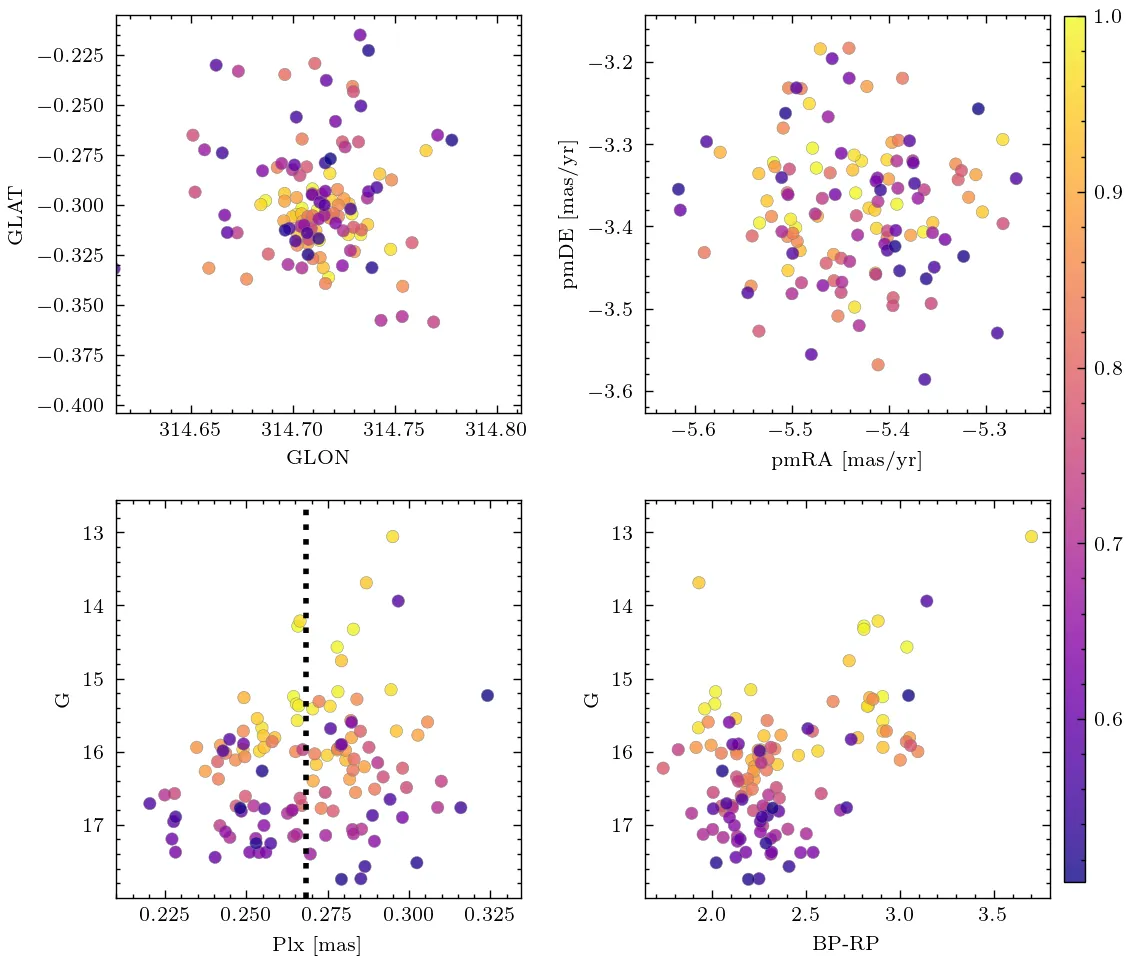 −0.225
−0.250
−0.275
−0.300
−0.325
−0.350
−0.375
−0.400
GLAT
314.65 314.70 314.75 314.80
GLON
−3.2
−3.3
−3.4
−3.5
−3.6
pmDE [mas/yr]
−5.6 −5.5 −5.4 −5.3
pmRA [mas/yr]
1.0
0.9
0.8
0.7
0.6
13
14
15
16
17
G
0.225 0.250 0.275 0.300 0.325
Plx [mas]
13
14
15
16
17
G
2.0 2.5 3.0 3.5
BP-RP